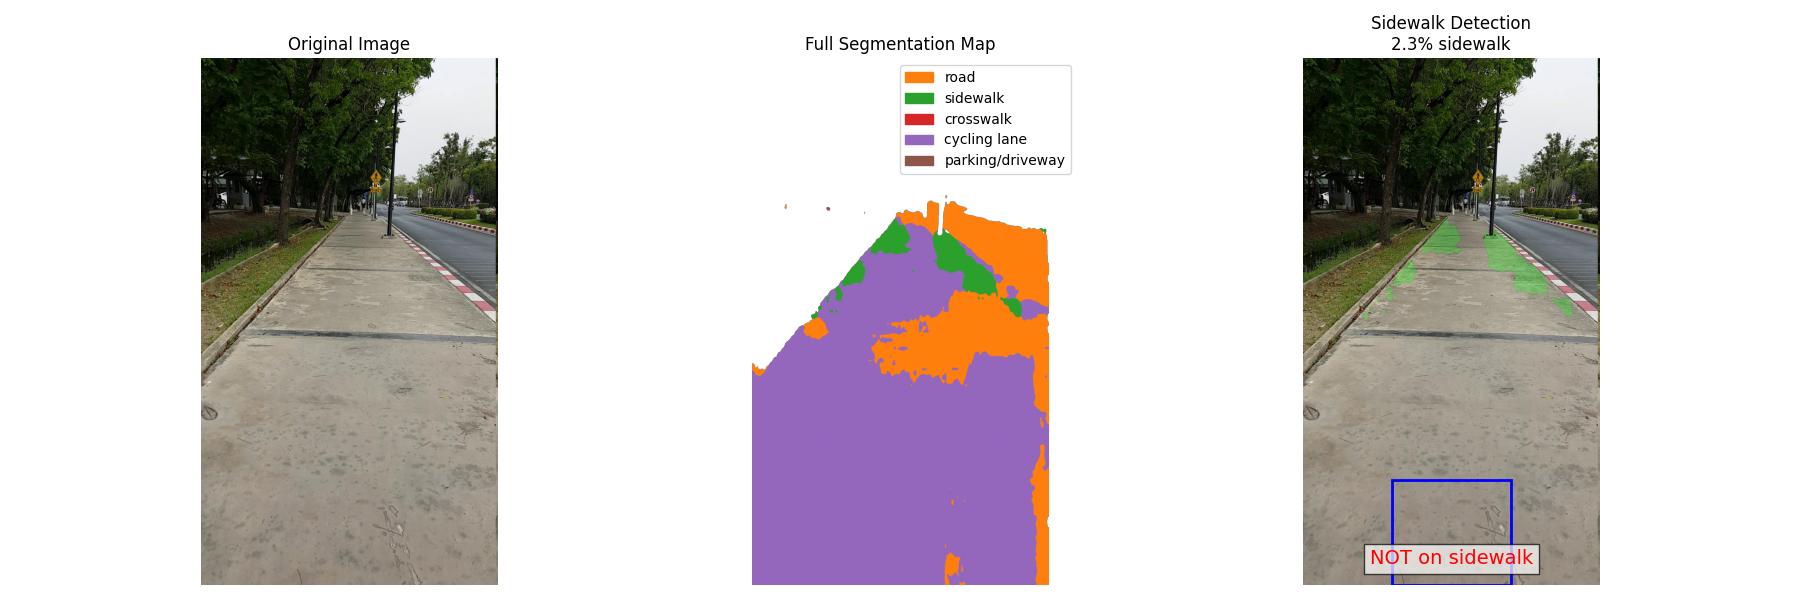 Original Image
Full Segmentation Map
road
sidewalk
crosswalk
cycling lane
parking/driveway
Sidewalk Detection
2.3% sidewalk
NOT on sidewalk